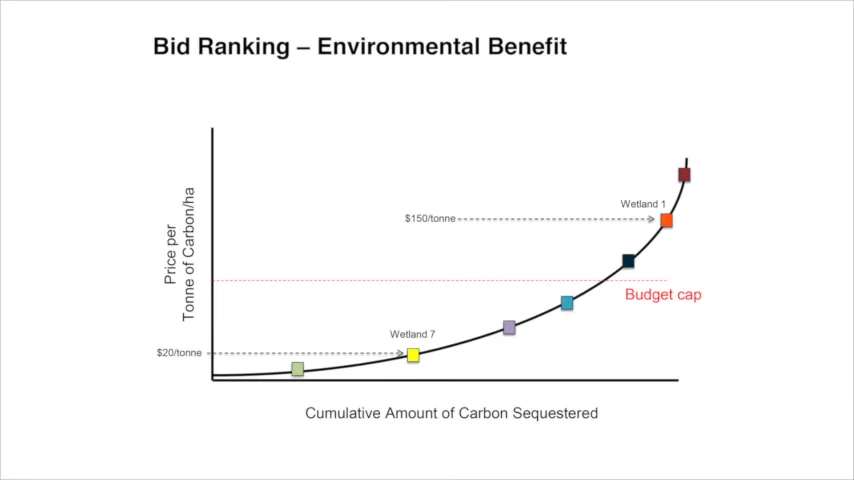 Bid Ranking – Environmental Benefit
Price per
Tonne of Carbon/ha
Wetland 1
$150/tonne
Budget cap
Wetland 7
$20/tonne
Cumulative Amount of Carbon Sequestered